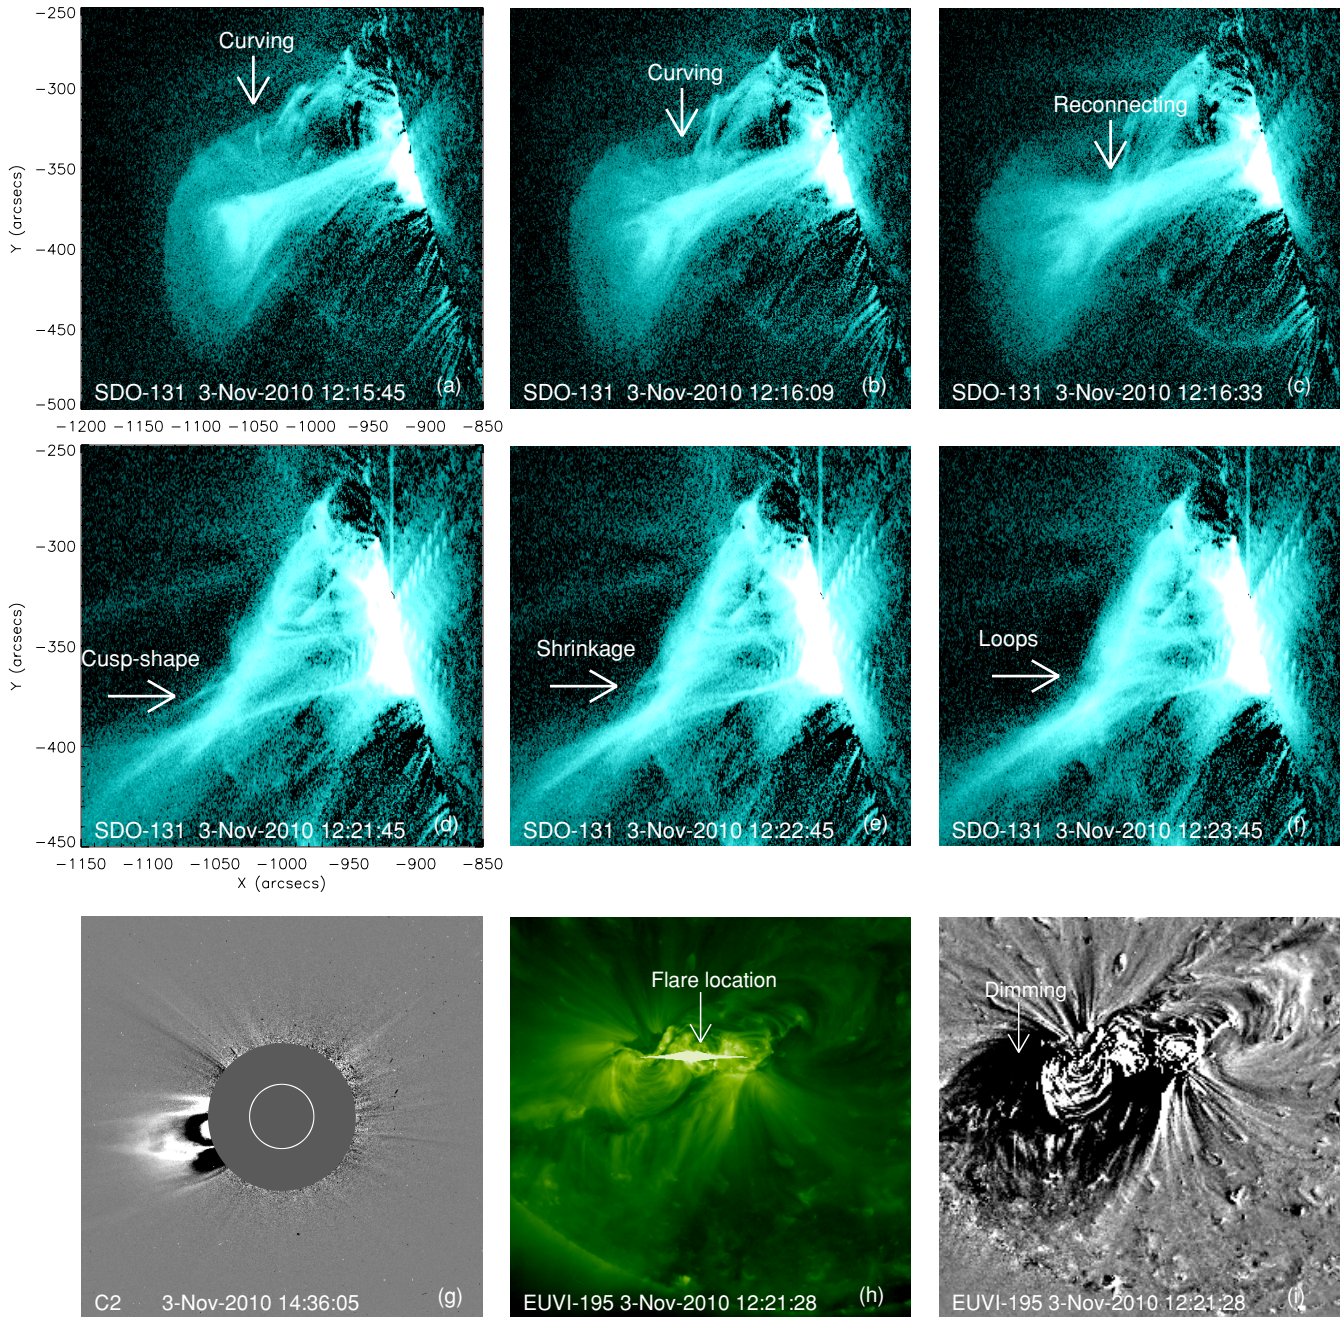 −250
−300
−350
−400
−450
−500
Y (arcsecs)
Curving
SDO-131 3-Nov-2010 12:15:45
(a)
−1200 −1150 −1100 −1050 −1000 −950 −900 −850
Curving
SDO-131 3-Nov-2010 12:16:09
(b)
Reconnecting
SDO-131 3-Nov-2010 12:16:33
(c)
−250
−300
−350
−400
−450
Y (arcsecs)
Cusp-shape
SDO-131 3-Nov-2010 12:21:45
(d)
−1150 −1100 −1050 −1000 −950 −900 −850
X (arcsecs)
Shrinkage
SDO-131 3-Nov-2010 12:22:45
(e)
Loops
SDO-131 3-Nov-2010 12:23:45
(f)
C2 3-Nov-2010 14:36:05
(g)
Flare location
EUVI-195 3-Nov-2010 12:21:28
(h)
Dimming
EUVI-195 3-Nov-2010 12:21:28
(i)